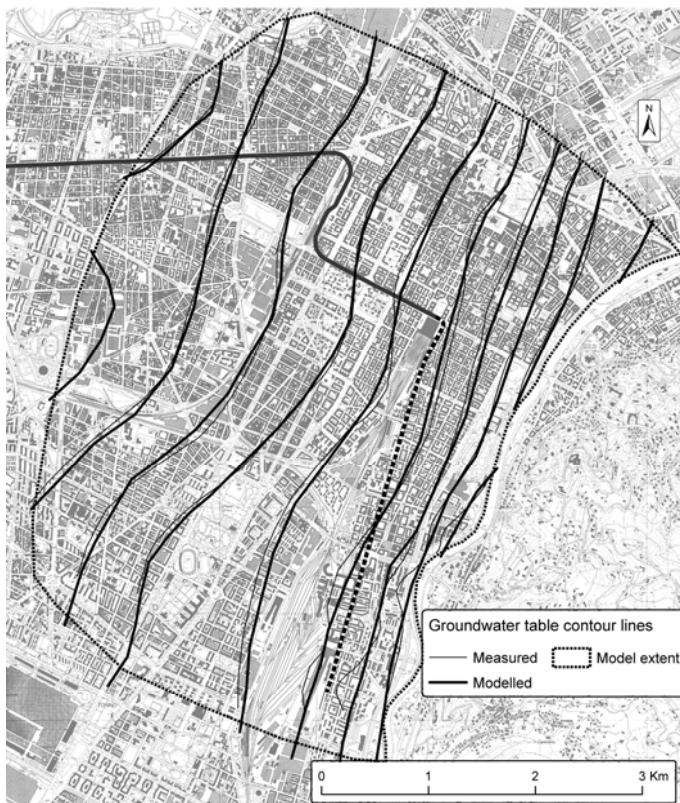 N
Groundwater table contour lines
Measured
Model extent
Modelled
0 1 2 3 Km